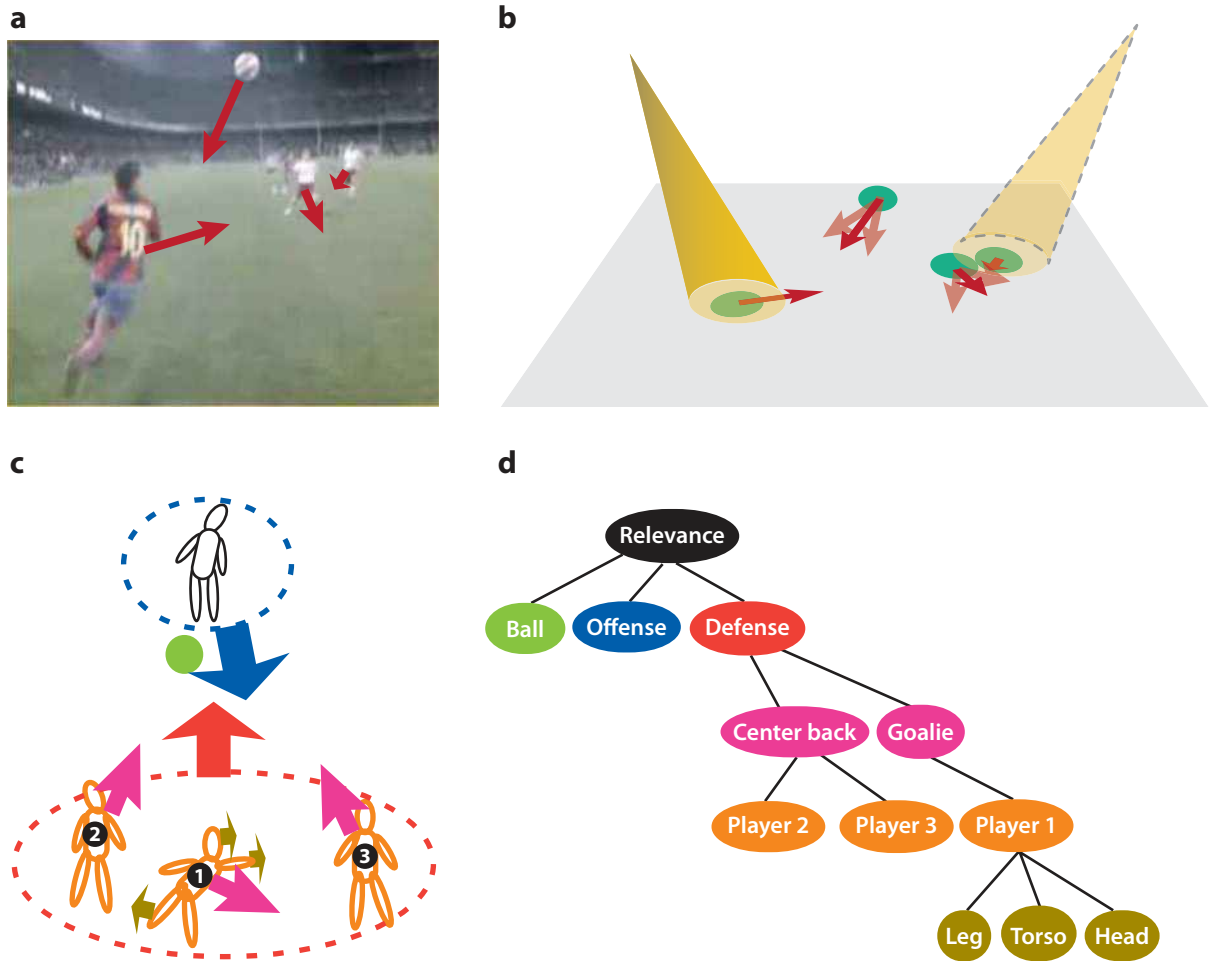 a
b
10
c
d
Relevance
Ball
Offense
Defense
Center back
Goalie
2
3
1
Player 2
Player 3
Player 1
Leg
Torso
Head